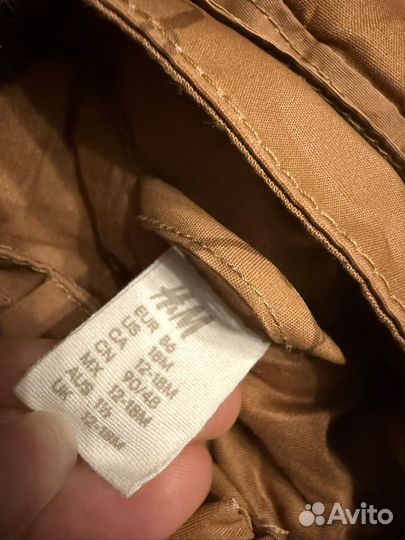 H&M
EUR 86
US 18M
CA 12-18M
CN 90/48
MX 12-18M
AUS 1½
UK 12-18M
Avito